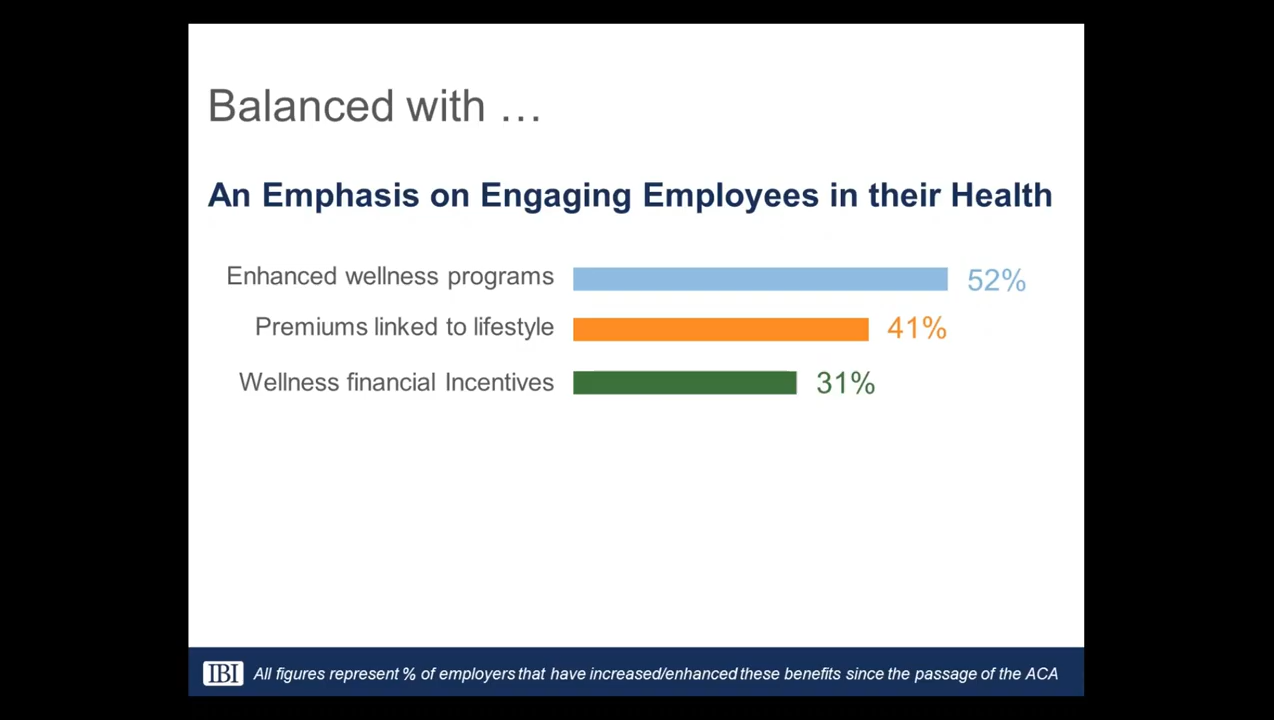 Balanced with …
An Emphasis on Engaging Employees in their Health
Enhanced wellness programs 52%
Premiums linked to lifestyle 41%
Wellness financial Incentives 31%
IBI All figures represent % of employers that have increased/enhanced these benefits since the passage of the ACA